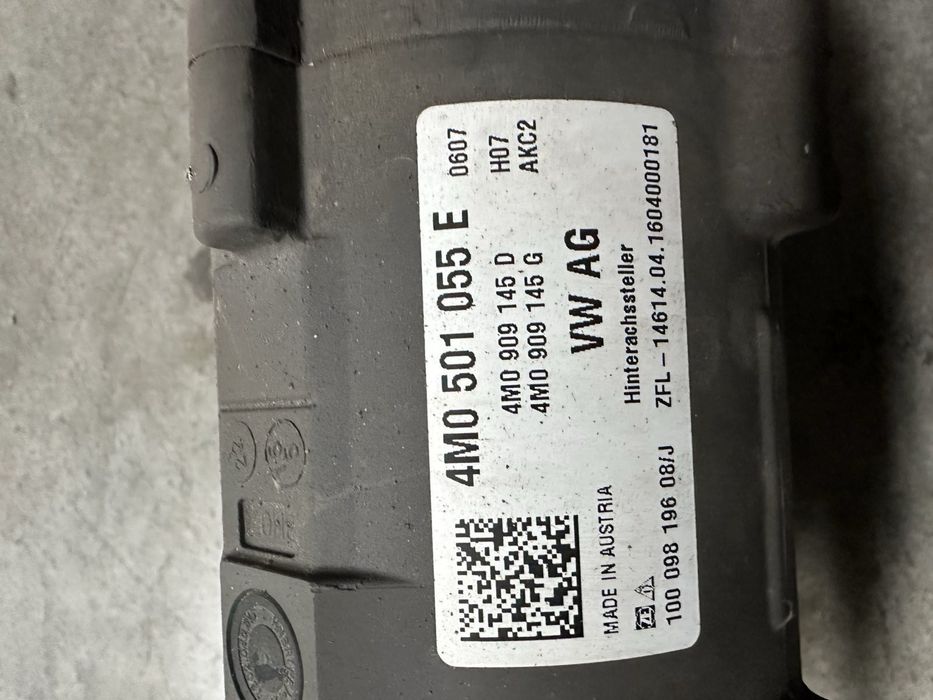 4M0 501 055 E 0607
4M0 909 145 D H07
4M0 909 145 G AKC2
VW AG
MADE IN AUSTRIA Hinterachssteller
ZF ZFL - 14614.04.1604000181
100 098 196 08/J